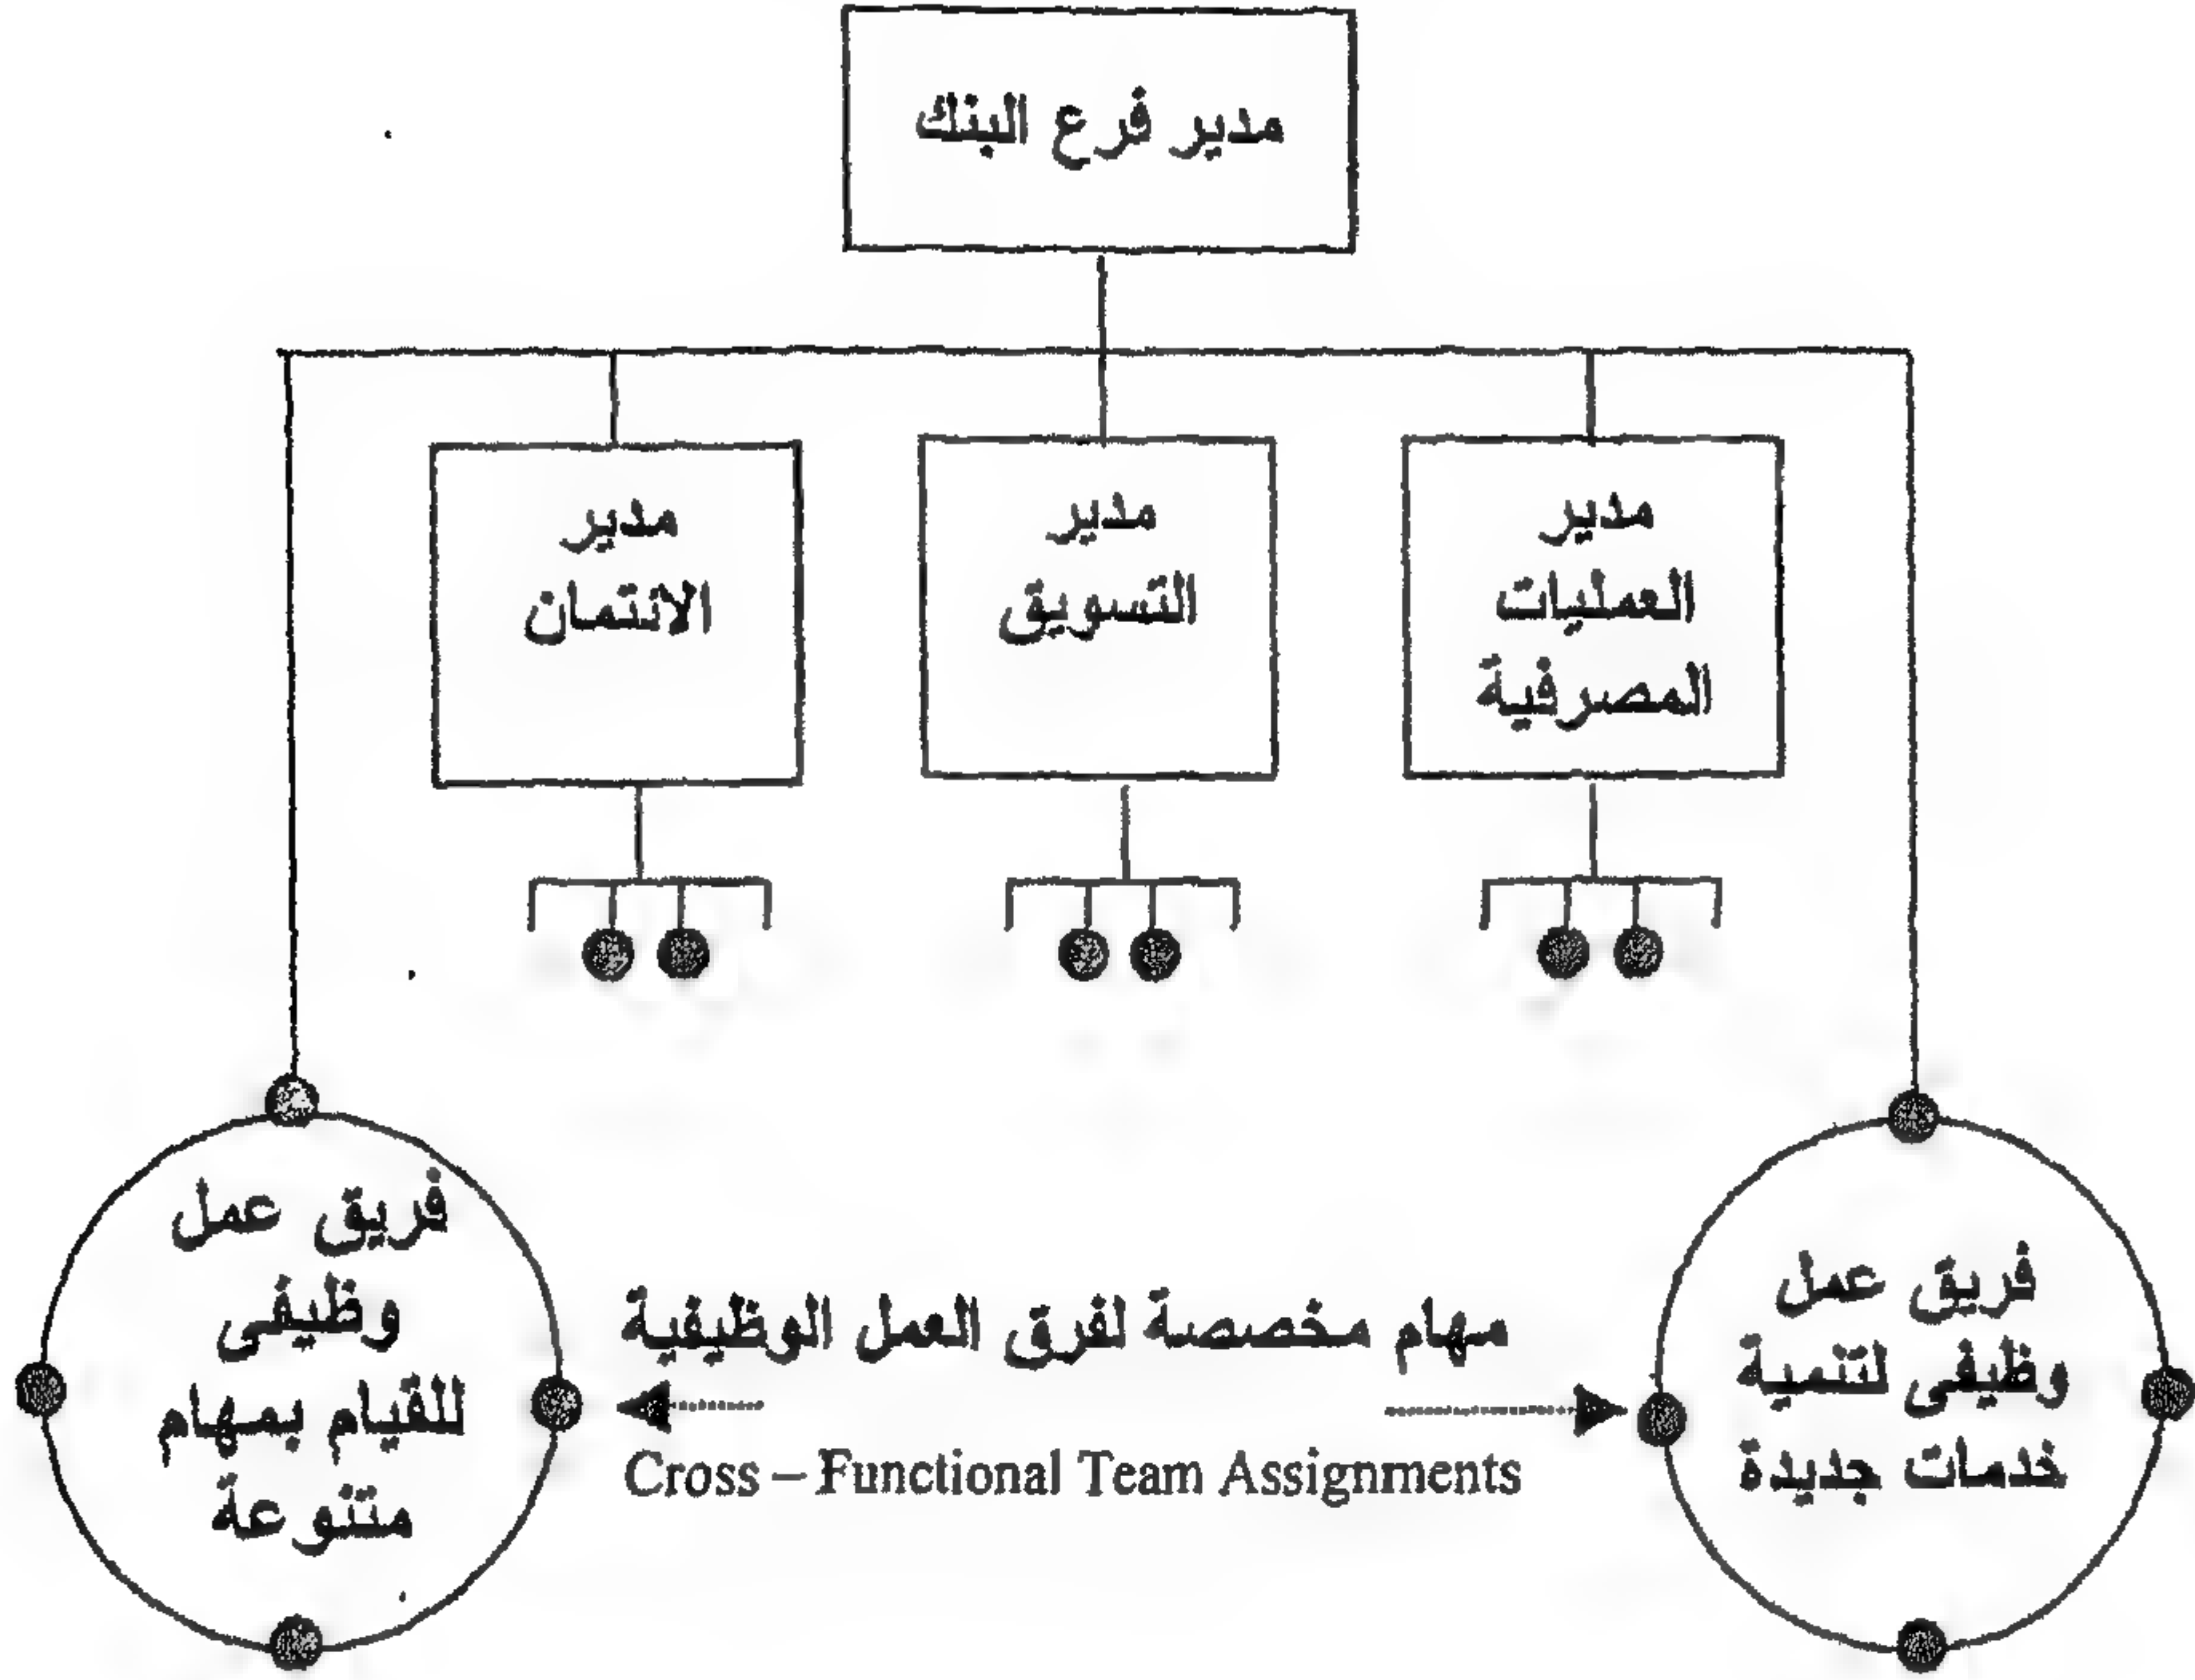 مدير فرع البنك
مدير
العمليات
المصرفية
مدير
التسويق
مدير
الائتمان
فريق عمل
وظيفى لتنمية
خدمات جديدة
مهام مخصصة لفرق العمل الوظيفية
Cross – Functional Team Assignments
فريق عمل
وظيفى
للقيام بمهام
متنوعة